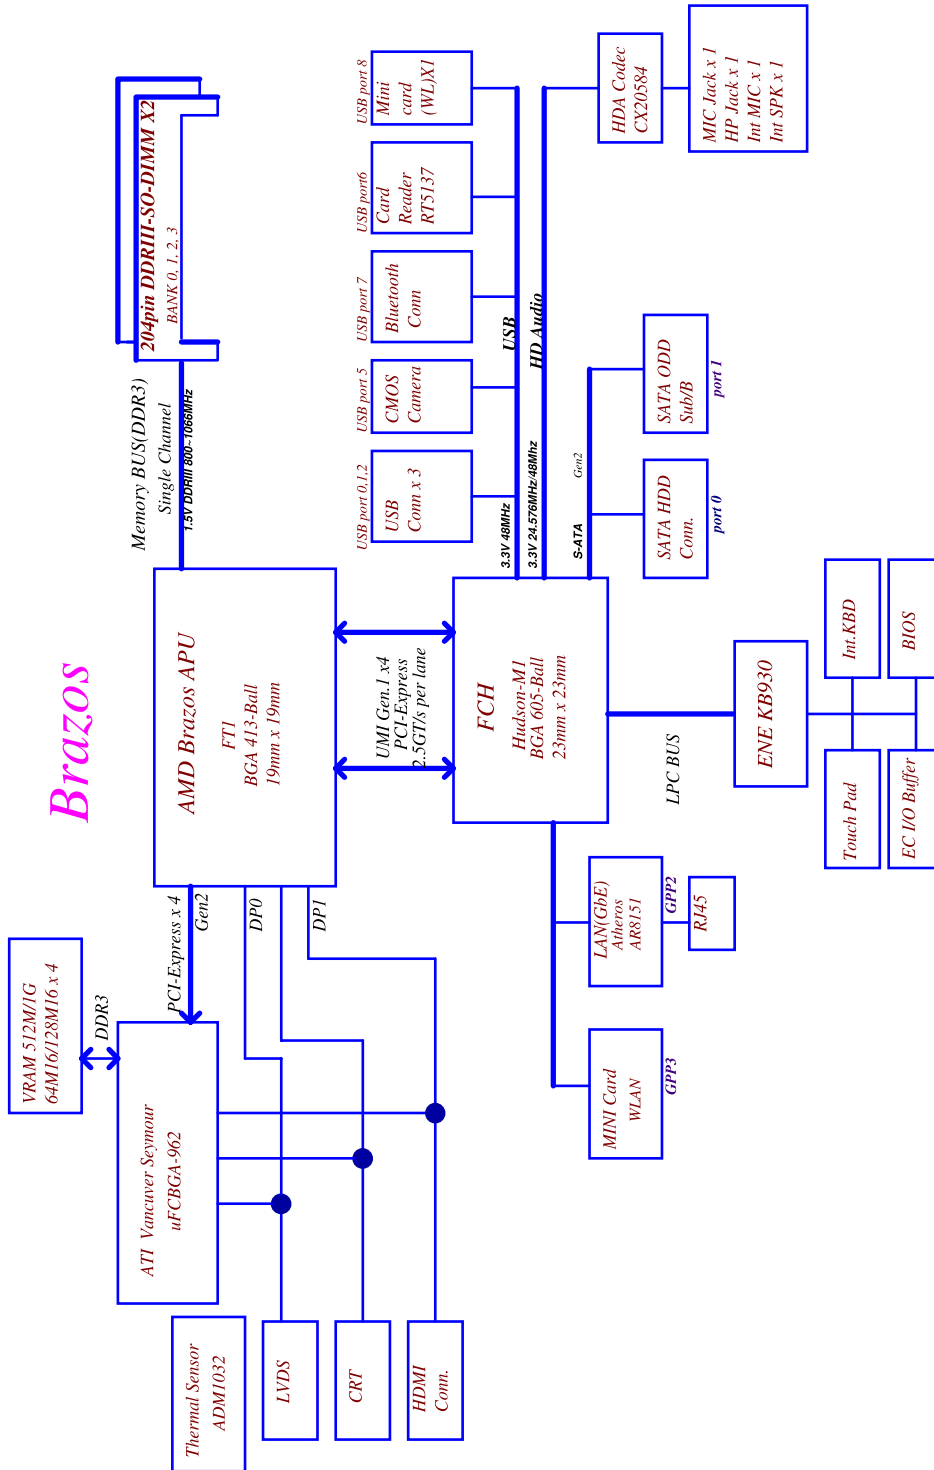 Brazos
VRAM 512M/1G
64M16/128M16 x 4
DDR3
ATI Vancuver Seymour
uFCBGA-962
PCI-Express x 4
Gen2
Thermal Sensor
ADM1032
LVDS
CRT
HDMI
Conn.
DP0
DP1
AMD Brazos APU
FT1
BGA 413-Ball
19mm x 19mm
Memory BUS(DDR3)
Single Channel
1.5V DDRIII 800~1066MHz
204pin DDRIII-SO-DIMM X2
BANK 0, 1, 2, 3
UMI Gen.1 x4
PCI-Express
2.5GT/s per lane
FCH
Hudson-M1
BGA 605-Ball
23mm x 23mm
USB port 0,1,2
USB
Conn x 3
USB port 5
CMOS
Camera
USB port 7
Bluetooth
Conn
USB port6
Card
Reader
RT5137
USB port 8
Mini
card
(WL)X1
3.3V 48MHz
USB
3.3V 24.576MHz/48Mhz
HD Audio
HDA Codec
CX20584
MIC Jack x 1
HP Jack x 1
Int MIC x 1
Int SPK x 1
S-ATA
Gen2
SATA HDD
Conn.
port 0
SATA ODD
Sub/B
port 1
MINI Card
WLAN
GPP3
LAN(GbE)
Atheros
AR8151
GPP2
RJ45
LPC BUS
ENE KB930
Touch Pad
Int.KBD
EC I/O Buffer
BIOS